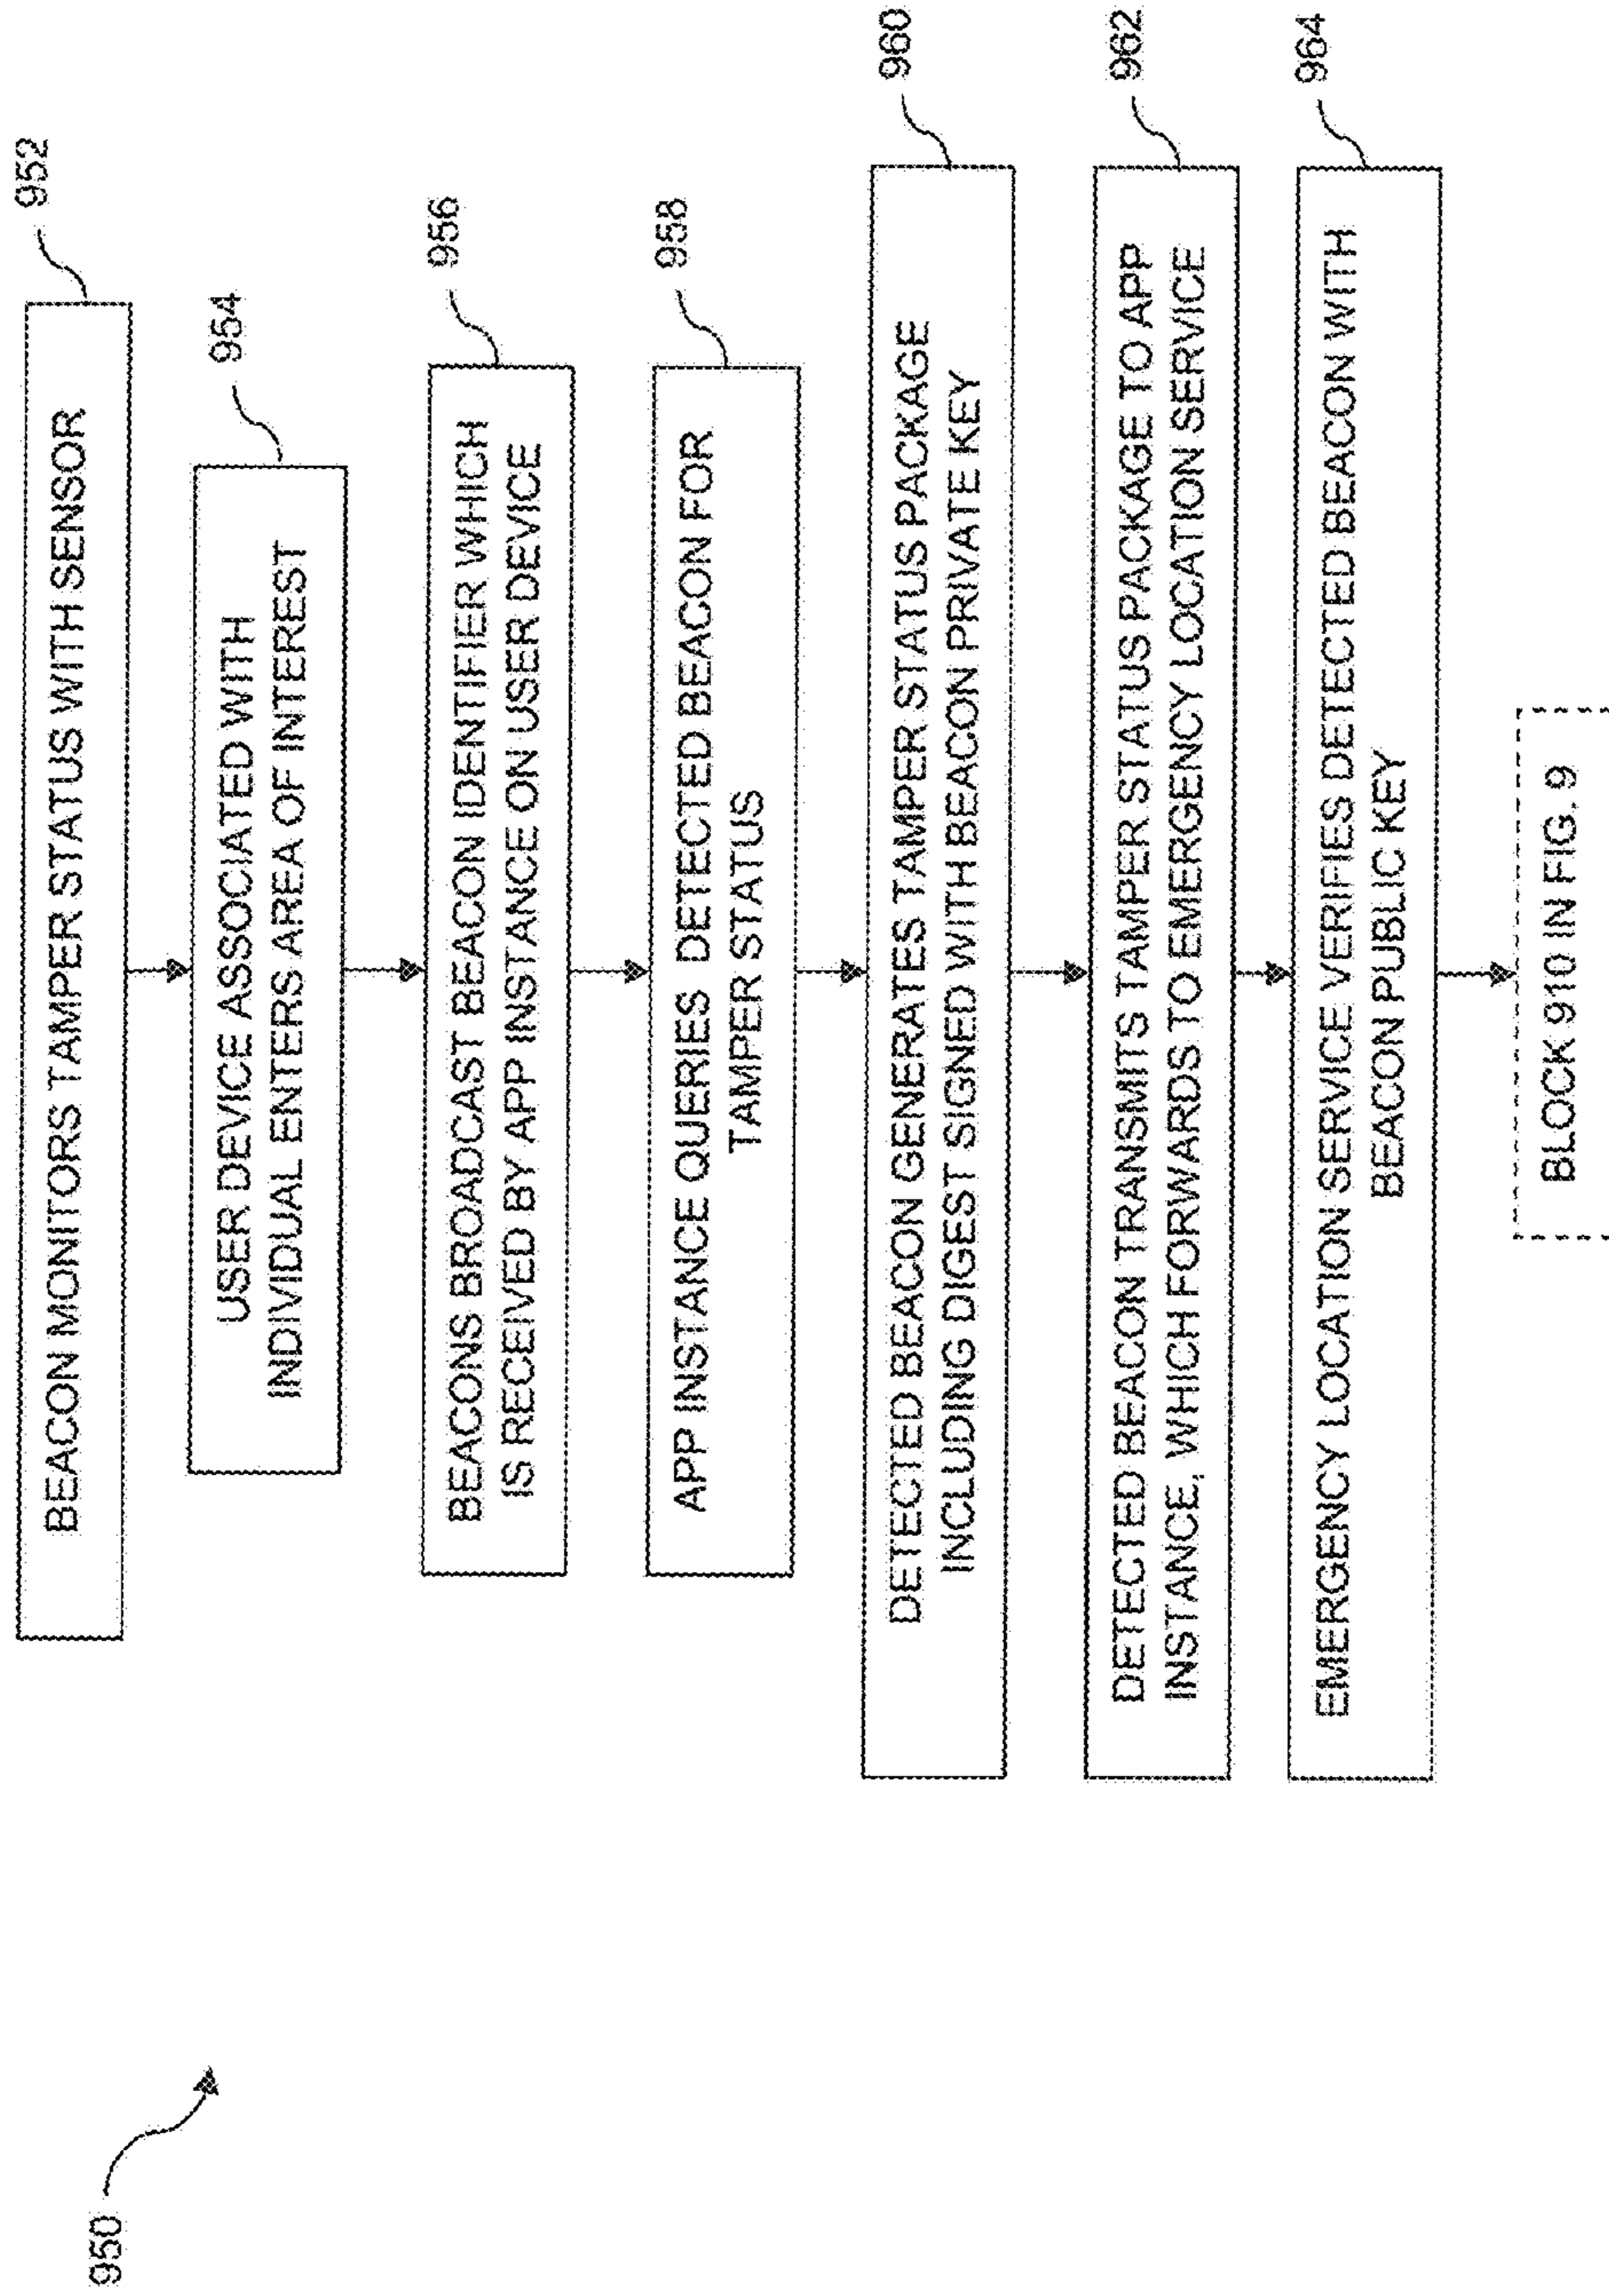 950
952
BEACON MONITORS TAMPER STATUS WITH SENSOR
954
USER DEVICE ASSOCIATED WITH
INDIVIDUAL ENTERS AREA OF INTEREST
956
BEACONS BROADCAST BEACON IDENTIFIER WHICH
IS RECEIVED BY APP INSTANCE ON USER DEVICE
958
APP INSTANCE QUERIES DETECTED BEACON FOR
TAMPER STATUS
960
DETECTED BEACON GENERATES TAMPER STATUS PACKAGE
INCLUDING DIGEST SIGNED WITH BEACON PRIVATE KEY
962
DETECTED BEACON TRANSMITS TAMPER STATUS PACKAGE TO APP
INSTANCE, WHICH FORWARDS TO EMERGENCY LOCATION SERVICE
964
EMERGENCY LOCATION SERVICE VERIFIES DETECTED BEACON WITH
BEACON PUBLIC KEY
BLOCK 910 IN FIG. 9